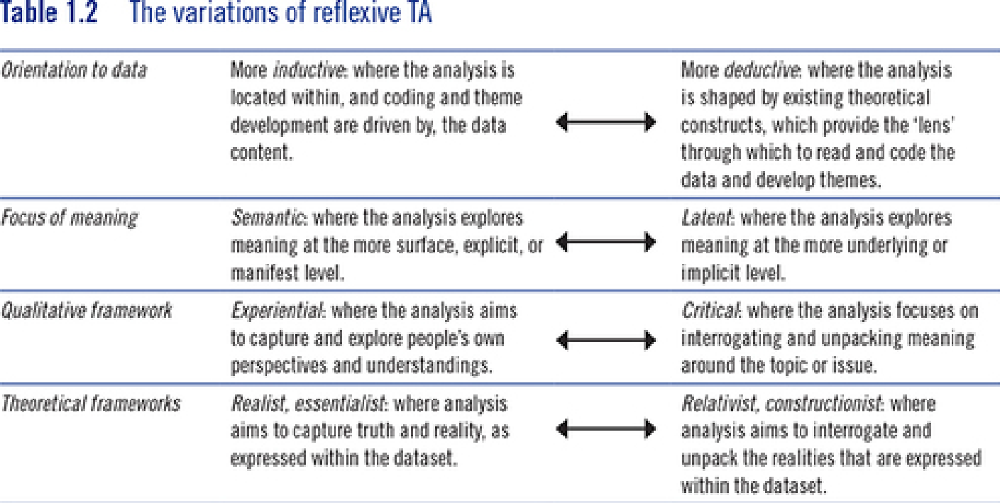 Table 1.2 The variations of reflexive TA
Orientation to data
More inductive: where the analysis is
located within, and coding and theme
development are driven by, the data
content.
More deductive: where the analysis
is shaped by existing theoretical
constructs, which provide the ‘lens’
through which to read and code the
data and develop themes.
Focus of meaning
Semantic: where the analysis explores
meaning at the more surface, explicit, or
manifest level.
Latent: where the analysis explores
meaning at the more underlying or
implicit level.
Qualitative framework
Experiential: where the analysis aims
to capture and explore people’s own
perspectives and understandings.
Critical: where the analysis focuses on
interrogating and unpacking meaning
around the topic or issue.
Theoretical frameworks
Realist, essentialist: where analysis
aims to capture truth and reality, as
expressed within the dataset.
Relativist, constructionist: where
analysis aims to interrogate and
unpack the realities that are expressed
within the dataset.